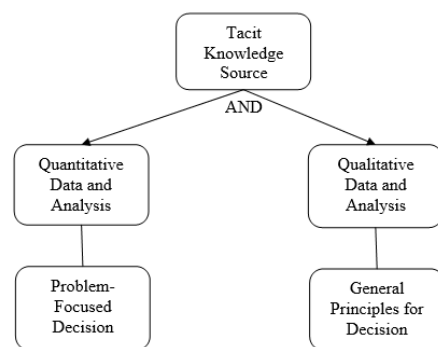 Tacit
Knowledge
Source
AND
Quantitative
Data and
Analysis
Qualitative
Data and
Analysis
Problem-
Focused
Decision
General
Principles for
Decision